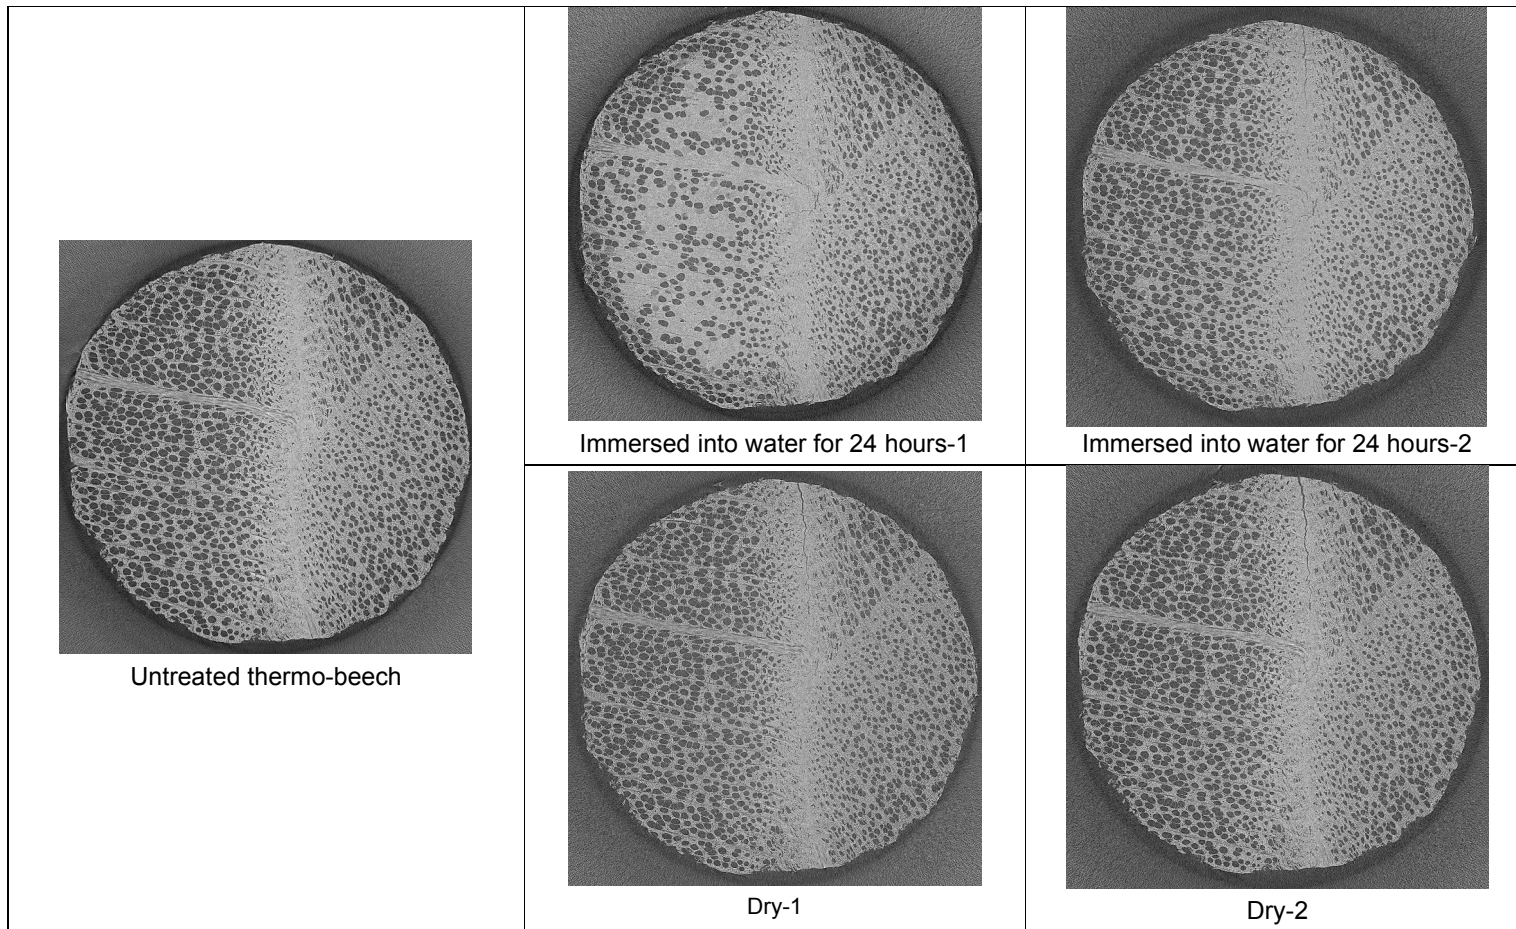 Untreated thermo-beech
Immersed into water for 24 hours-1
Immersed into water for 24 hours-2
Dry-1
Dry-2